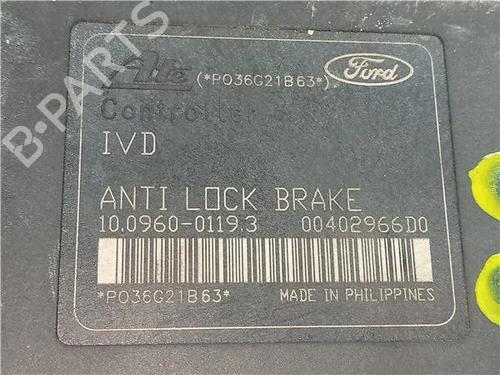 B-PARTS
Ate (*P036G21B63*). Ford
Controller
IVD
ANTI LOCK BRAKE
10.0960-0119.3 00402966D0
*P036G21B63* MADE IN PHILIPPINES